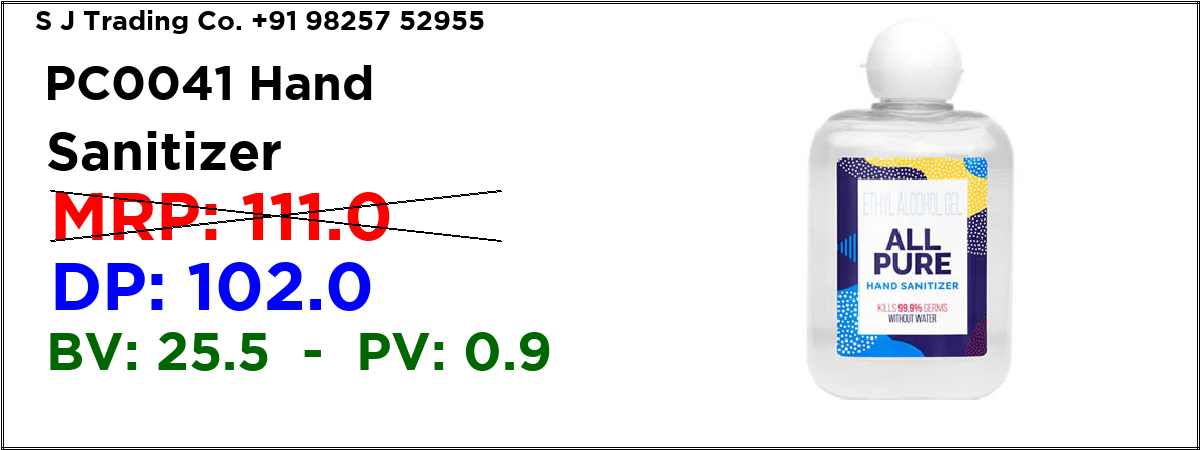 S J Trading Co. +91 98257 52955
PC0041 Hand
Sanitizer
MRP: 111.0
DP: 102.0
BV: 25.5 - PV: 0.9
ETHYL ALCOHOL GEL
ALL
PURE
HAND SANITIZER
KILLS 99.9% GERMS
WITHOUT WATER